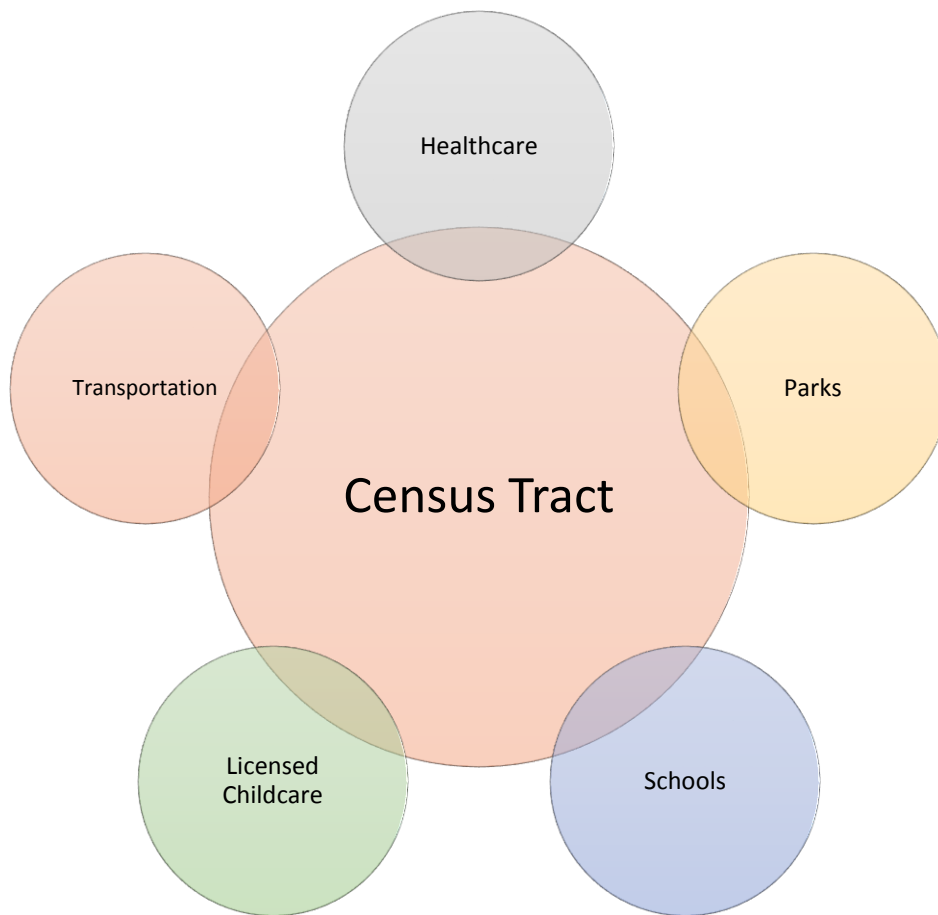 Healthcare
Transportation
Parks
Census Tract
Licensed
Childcare
Schools